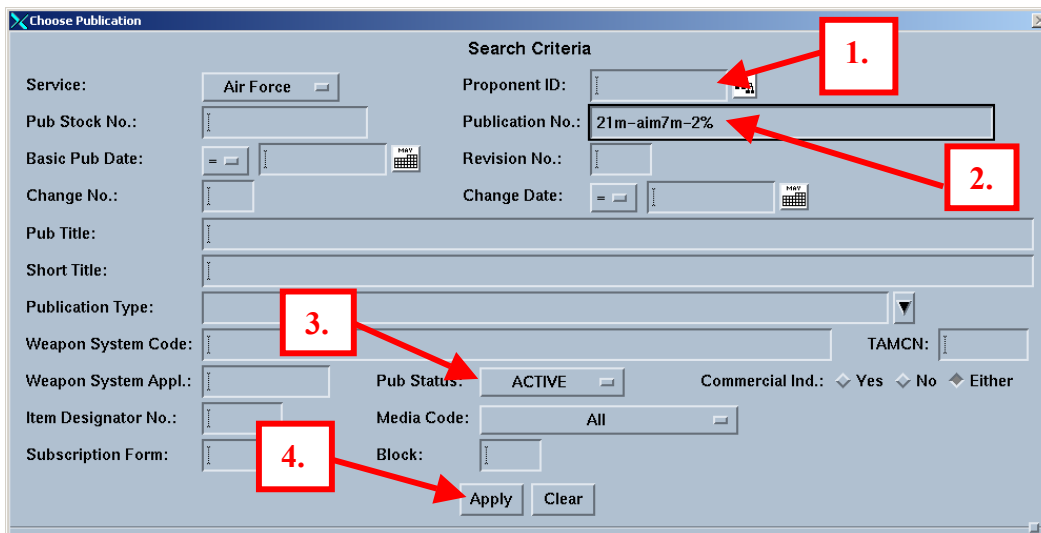 Choose Publication
Search Criteria
1.
Service: Air Force Proponent ID:
Pub Stock No.: Publication No.: 21m-aim7m-2%
Basic Pub Date: = MAY Revision No.:
2.
Change No.: Change Date: = MAY
Pub Title:
Short Title:
Publication Type:
3.
Weapon System Code: TAMCN:
Weapon System Appl.: Pub Status: ACTIVE Commercial Ind.: Yes No Either
Item Designator No.: Media Code: All
Subscription Form: 4. Block:
Apply Clear